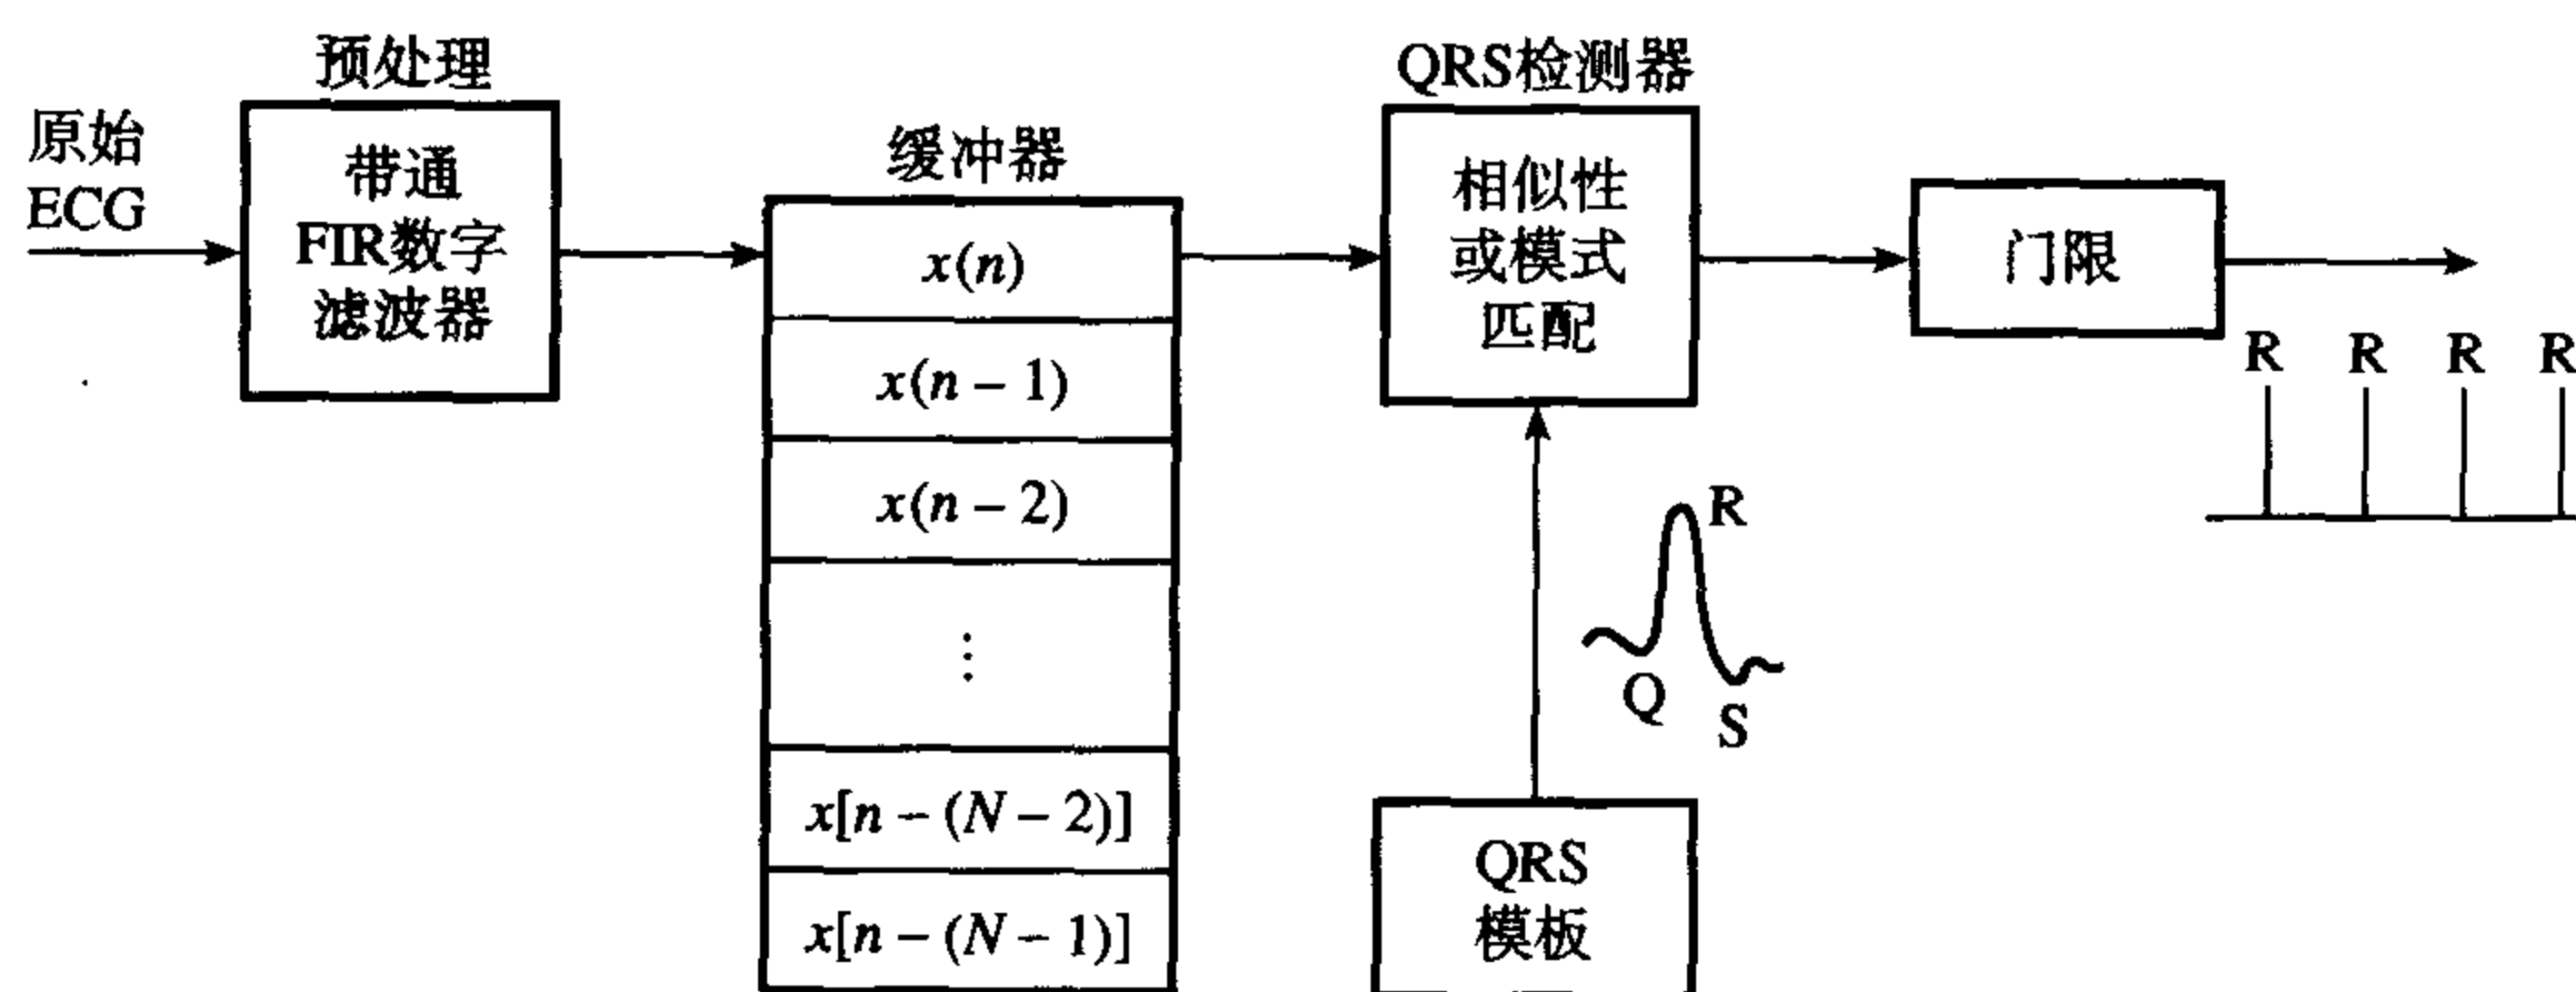 预处理
原始
ECG
带通
FIR数字
滤波器
缓冲器
x(n)
x(n – 1)
x(n – 2)
⋮
x[n – (N – 2)]
x[n – (N – 1)]
QRS检测器
相似性
或模式
匹配
门限
R R R R
R
Q
S
QRS
模板